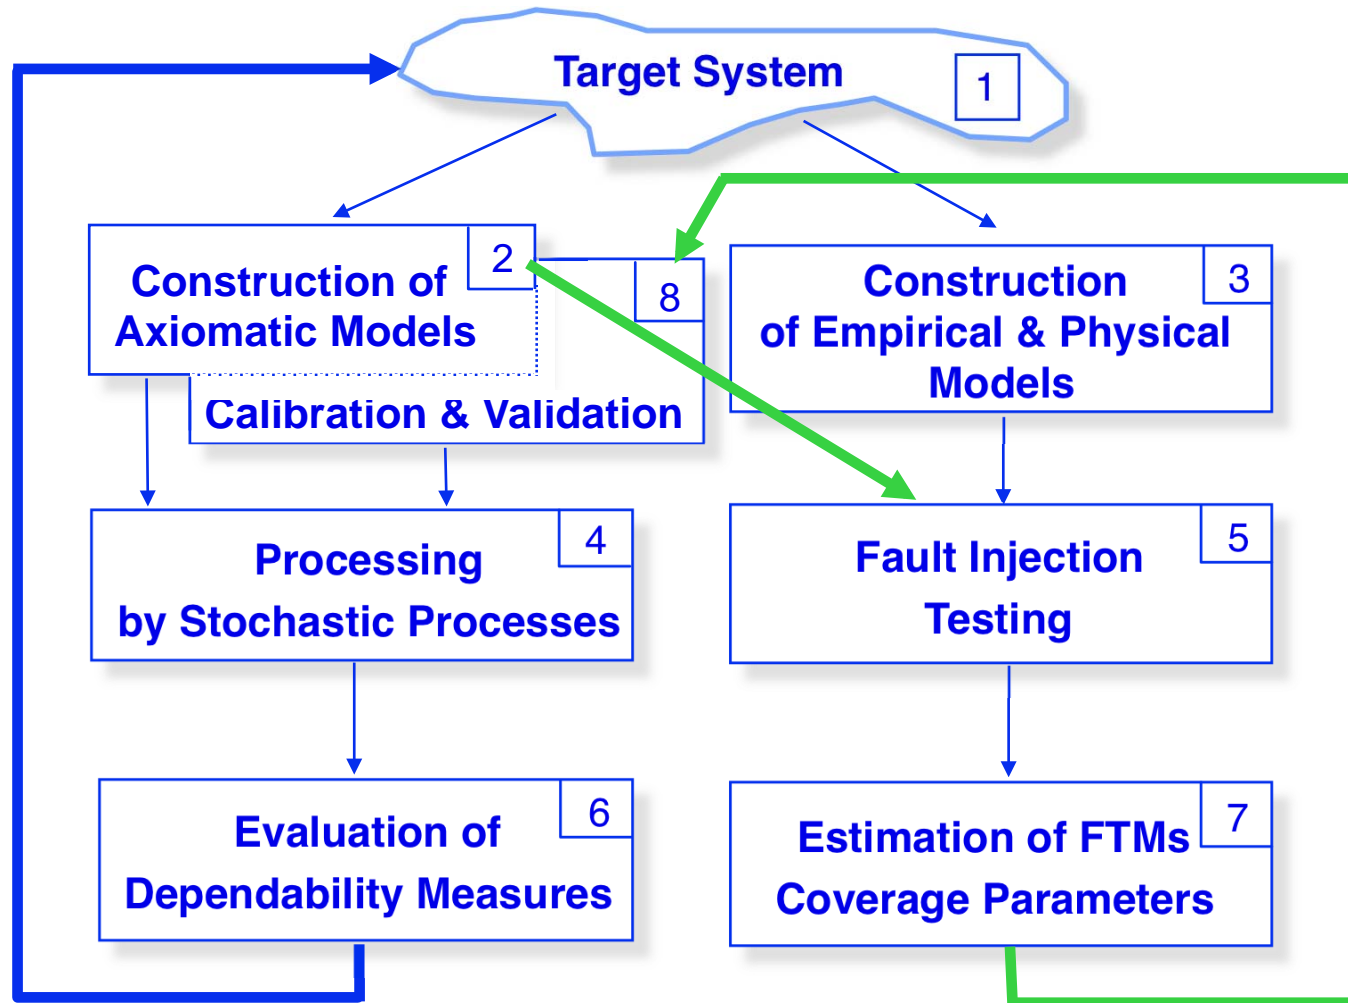 Target System
1
2
Construction of
Axiomatic Models
8
Calibration & Validation
3
Construction
of Empirical & Physical
Models
4
Processing
by Stochastic Processes
5
Fault Injection
Testing
6
Evaluation of
Dependability Measures
7
Estimation of FTMs
Coverage Parameters